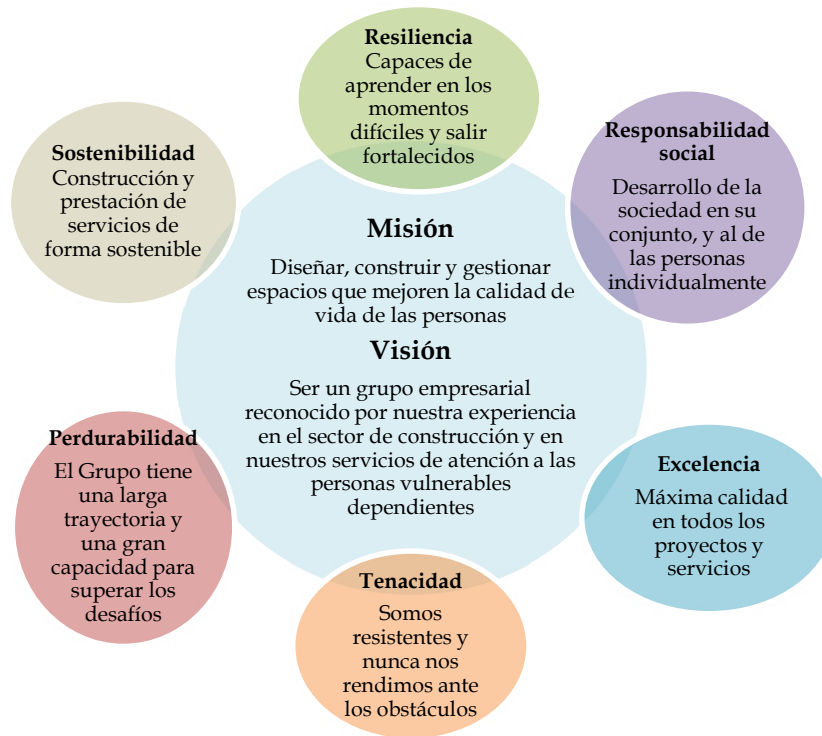 Resiliencia
Capaces de
aprender en los
momentos
difíciles y salir
fortalecidos
Responsabilidad
social
Desarrollo de la
sociedad en su
conjunto, y al de
las personas
individualmente
Sostenibilidad
Construcción y
prestación de
servicios de
forma sostenible
Misión
Diseñar, construir y gestionar
espacios que mejoren la calidad de
vida de las personas
Visión
Ser un grupo empresarial
reconocido por nuestra experiencia
en el sector de construcción y en
nuestros servicios de atención a las
personas vulnerables
dependientes
Perdurabilidad
El Grupo tiene
una larga
trayectoria y
una gran
capacidad para
superar los
desafíos
Excelencia
Máxima calidad
en todos los
proyectos y
servicios
Tenacidad
Somos
resistentes y
nunca nos
rendimos ante
los obstáculos